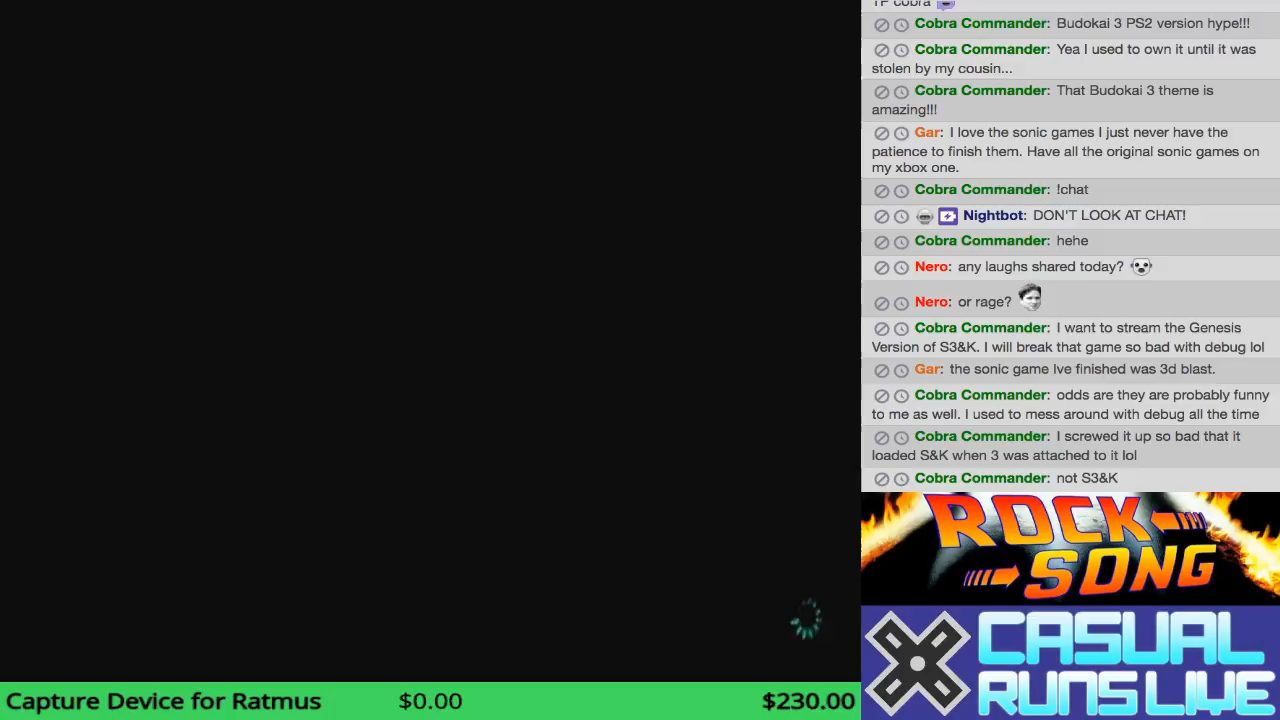 TF cobra
Cobra Commander: Budokai 3 PS2 version hype!!!
Cobra Commander: Yea I used to own it until it was
stolen by my cousin...
Cobra Commander: That Budokai 3 theme is
amazing!!!
Gar: I love the sonic games I just never have the
patience to finish them. Have all the original sonic games on
my xbox one.
Cobra Commander: !chat
Nightbot: DON'T LOOK AT CHAT!
Cobra Commander: hehe
Nero: any laughs shared today?
Nero: or rage?
Cobra Commander: I want to stream the Genesis
Version of S3&K. I will break that game so bad with debug lol
Gar: the sonic game Ive finished was 3d blast.
Cobra Commander: odds are they are probably funny
to me as well. I used to mess around with debug all the time
Cobra Commander: I screwed it up so bad that it
loaded S&K when 3 was attached to it lol
Cobra Commander: not S3&K
ROCK
SONG
CASUAL
RUNS LIVE
Capture Device for Ratmus $0.00 $230.00